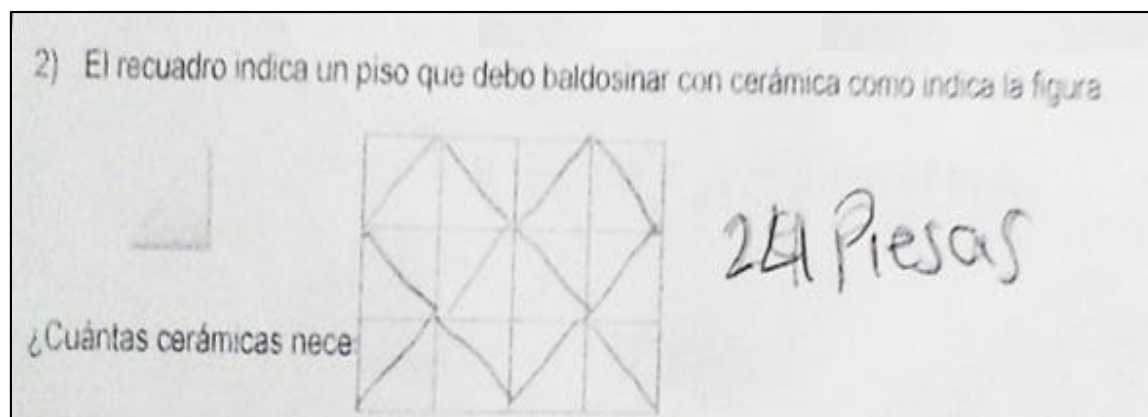 2) El recuadro indica un piso que debo baldosinar con cerámica como indica la figura
24 Piesas
¿Cuántas cerámicas nece